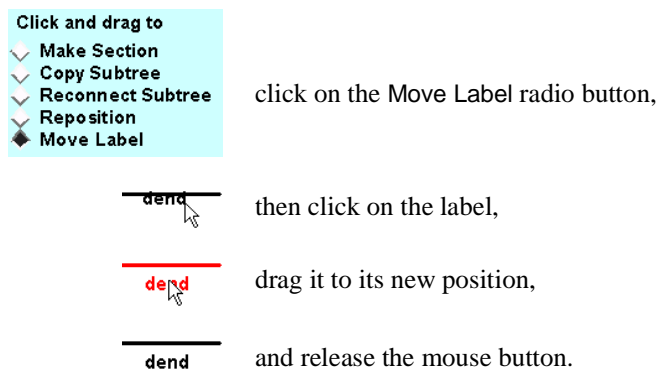 Click and drag to
Make Section
Copy Subtree
Reconnect Subtree
Reposition
Move Label
click on the Move Label radio button,
dend
then click on the label,
dend
drag it to its new position,
dend
and release the mouse button.